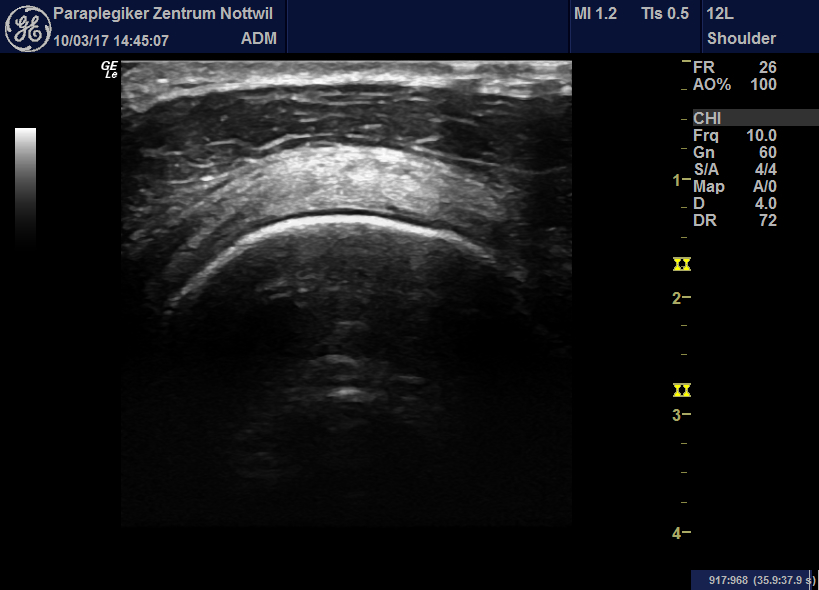 Paraplegiker Zentrum Nottwil MI 1.2 TIs 0.5 12L
10/03/17 14:45:07 ADM Shoulder
GE
Le
FR 26
AO% 100
CHI
Frq 10.0
Gn 60
S/A 4/4
Map A/0
D 4.0
DR 72
1
2
3
4
917:968 (35.9:37.9 s)